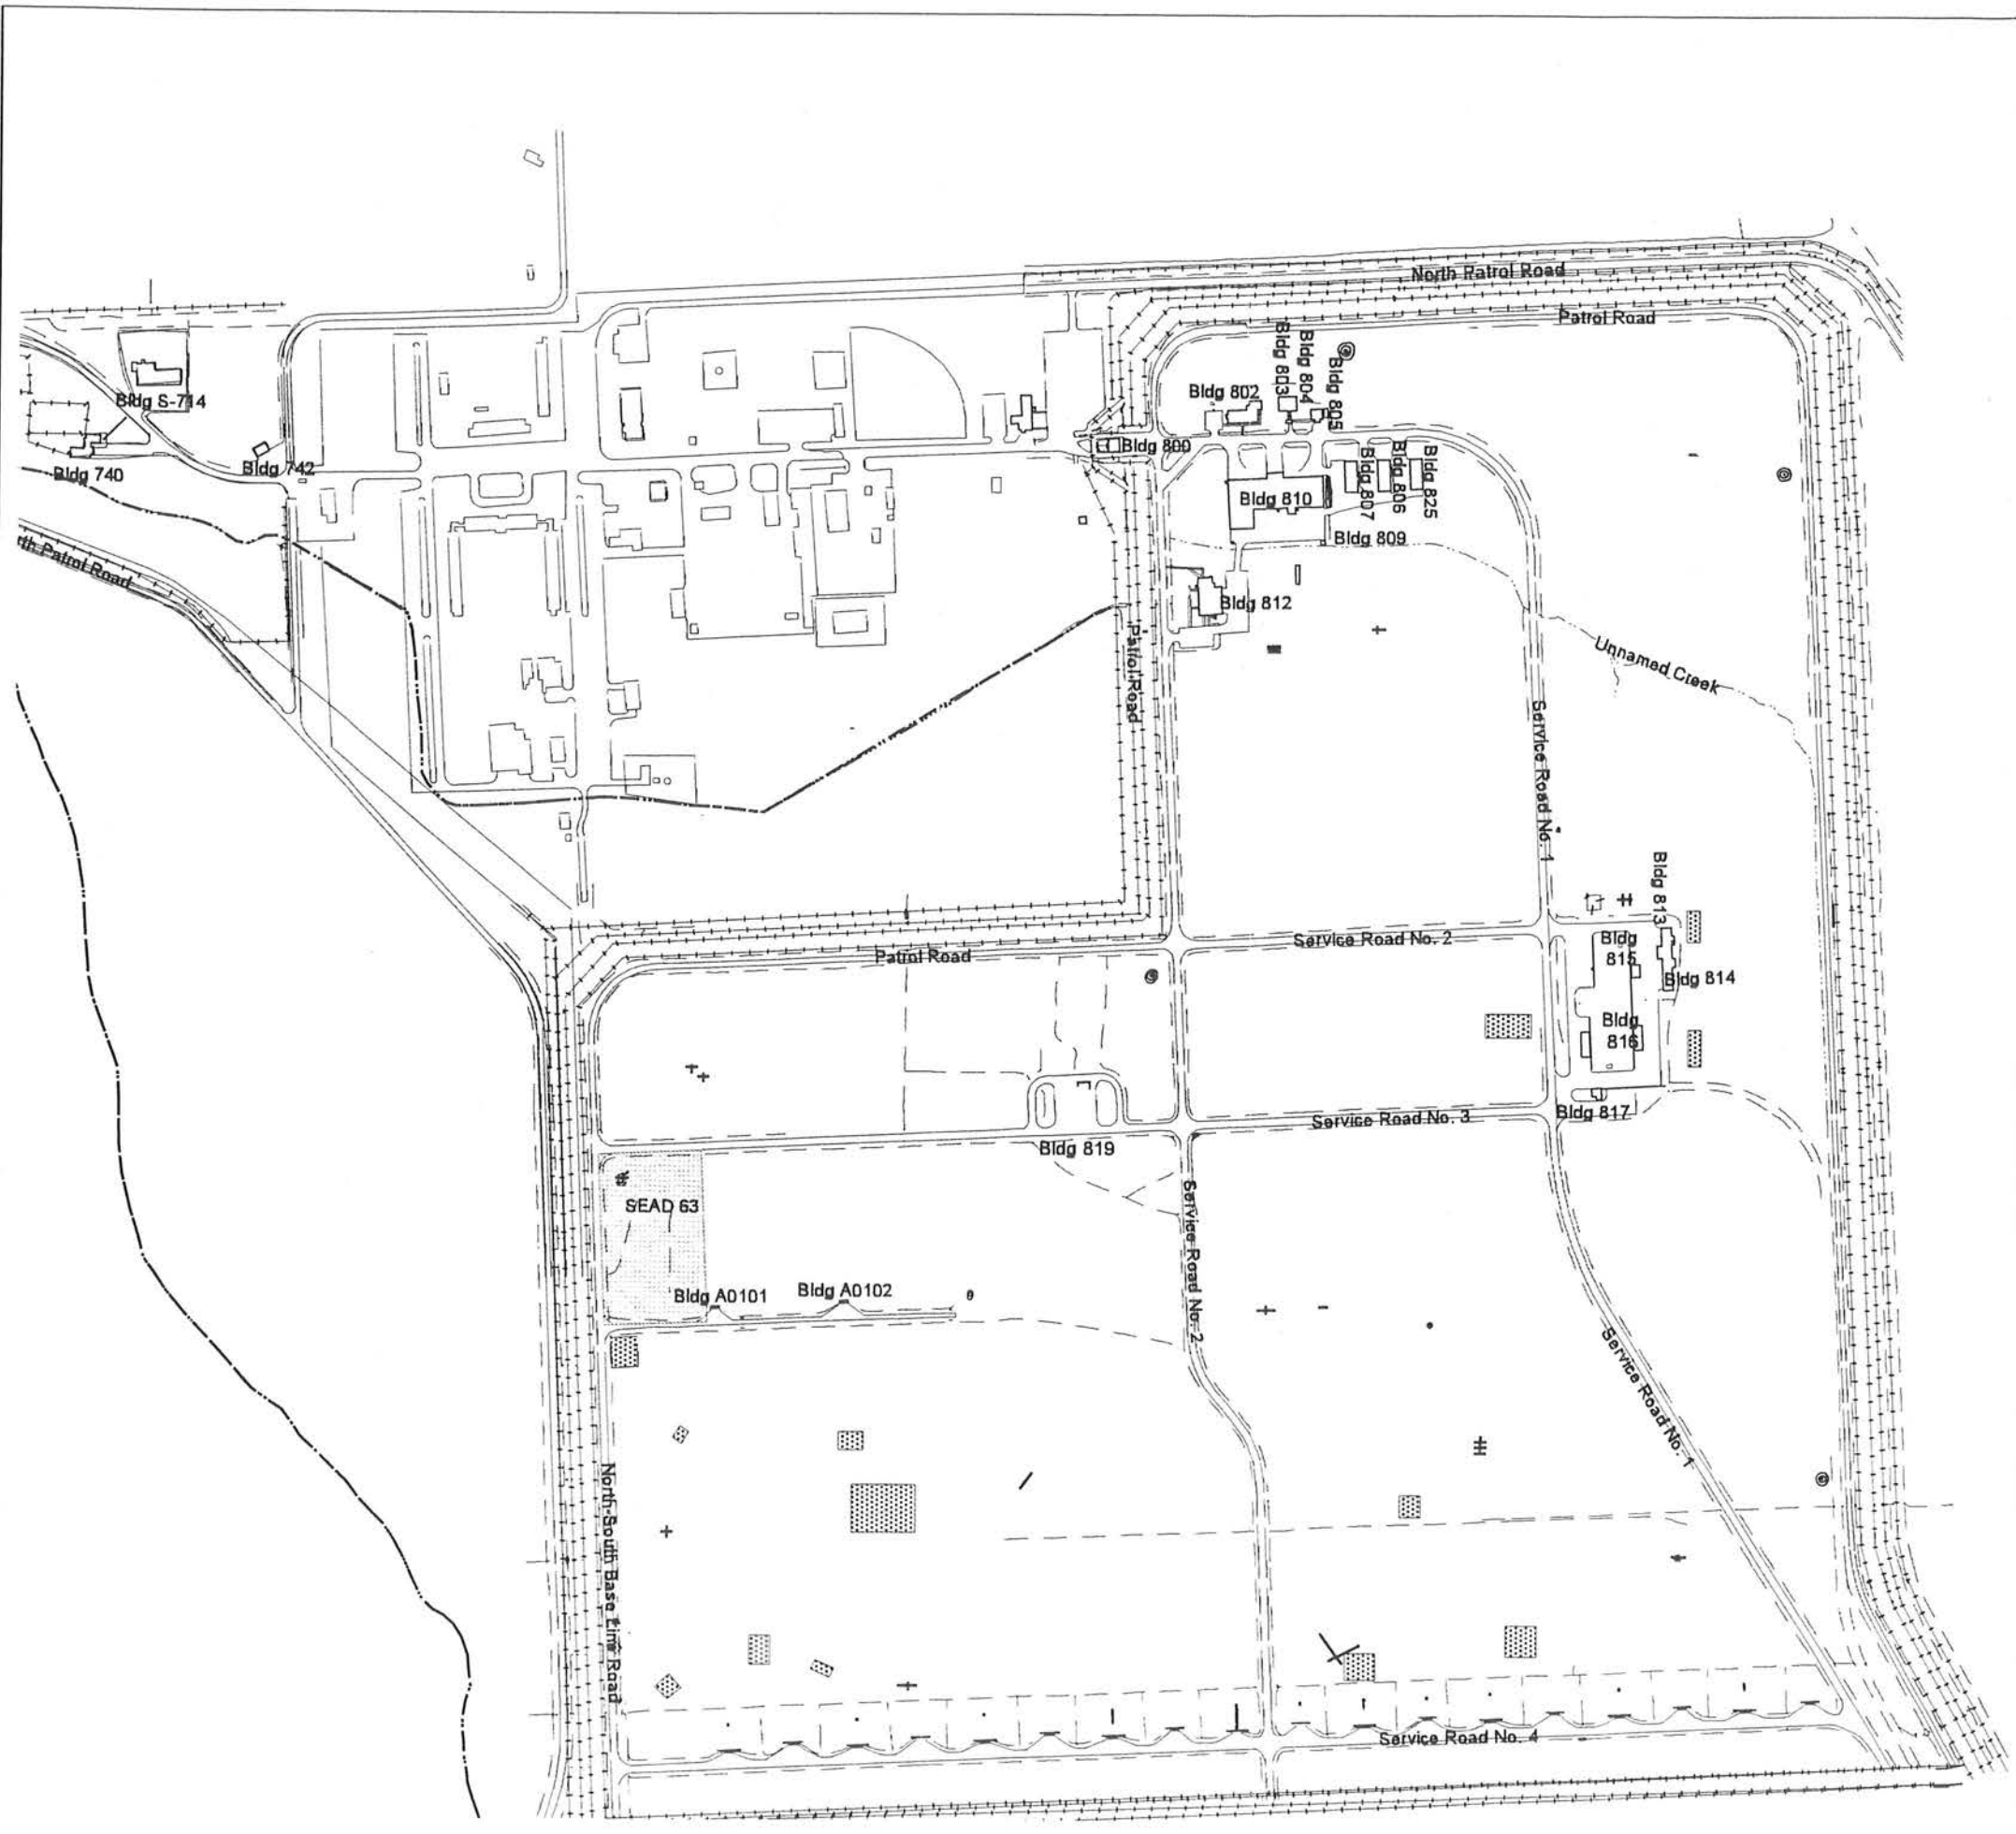 North Patrol Road
Patrol Road
Bldg 803
Bldg 804
Bldg 805
Bldg 802
Bldg S-714
Bldg 800
Bldg 742
Bldg 740
Bldg 807
Bldg 806
Bldg 825
Bldg 810
Bldg 809
th Patrol Road
Bldg 812
Patrol Road
Unnamed Creek
Service Road No. 1
Bldg 813
Service Road No. 2
Bldg
815
Patrol Road
Bldg 814
Bldg
816
Bldg 817
Service Road No. 3
Bldg 819
SEAD 63
Service Road No. 2
Bldg A0101
Bldg A0102
Service Road No. 1
North-South Base Line Road
Service Road No. 4